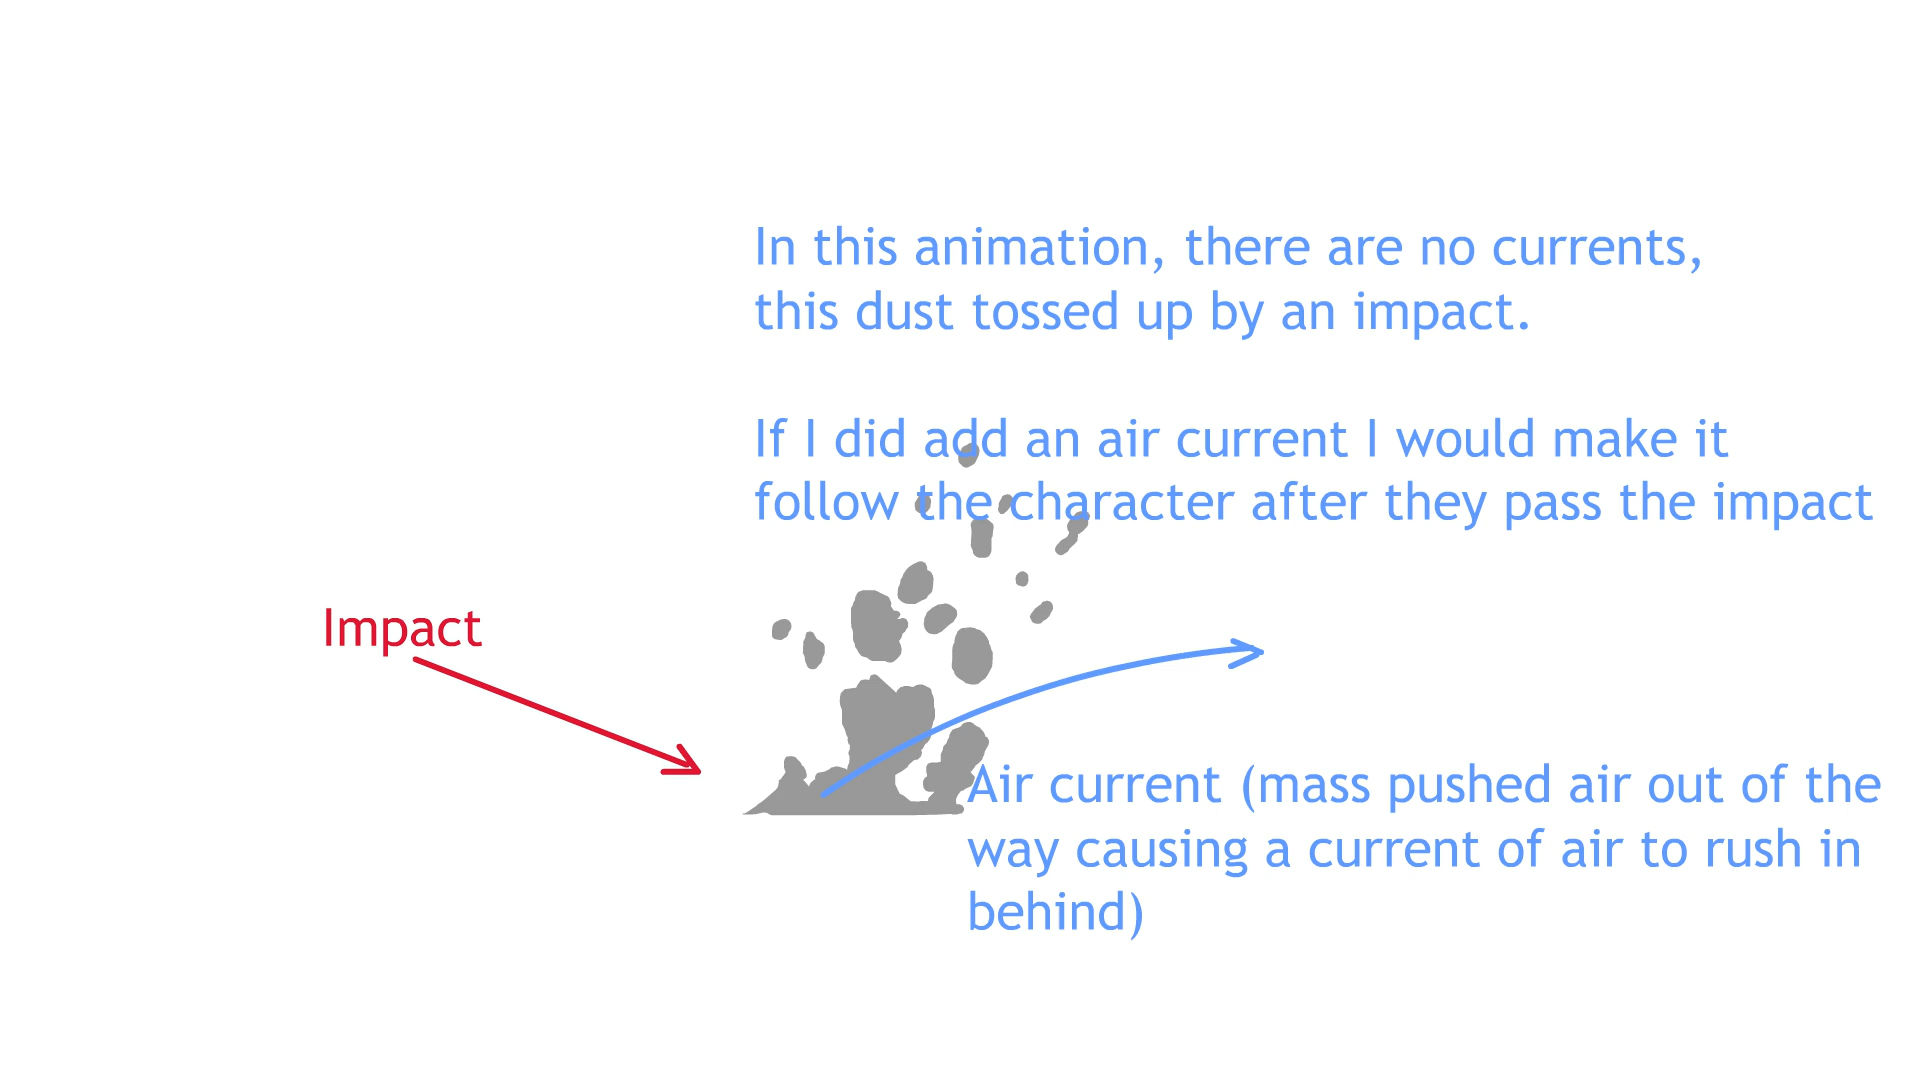 In this animation, there are no currents,
this dust tossed up by an impact.
If I did add an air current I would make it
follow the character after they pass the impact
Impact
Air current (mass pushed air out of the
way causing a current of air to rush in
behind)